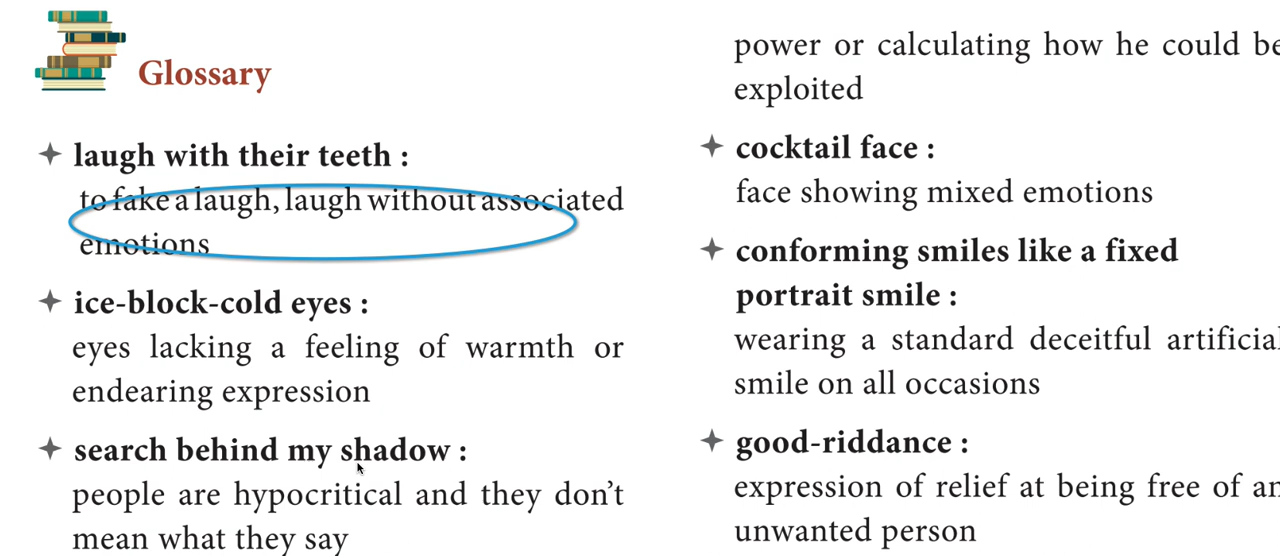 Glossary
laugh with their teeth :
to fake a laugh, laugh without associated
emotions
ice-block-cold eyes :
eyes lacking a feeling of warmth or
endearing expression
search behind my shadow :
people are hypocritical and they don’t
mean what they say
power or calculating how he could be
exploited
cocktail face :
face showing mixed emotions
conforming smiles like a fixed
portrait smile :
wearing a standard deceitful artificial
smile on all occasions
good-riddance :
expression of relief at being free of an
unwanted person